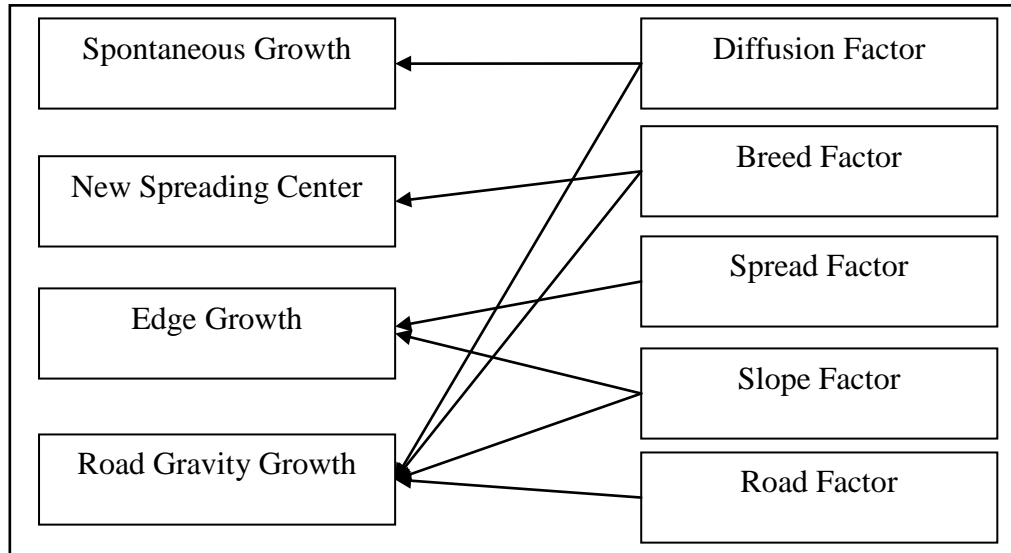 Spontaneous Growth
Diffusion Factor
New Spreading Center
Breed Factor
Edge Growth
Spread Factor
Slope Factor
Road Gravity Growth
Road Factor